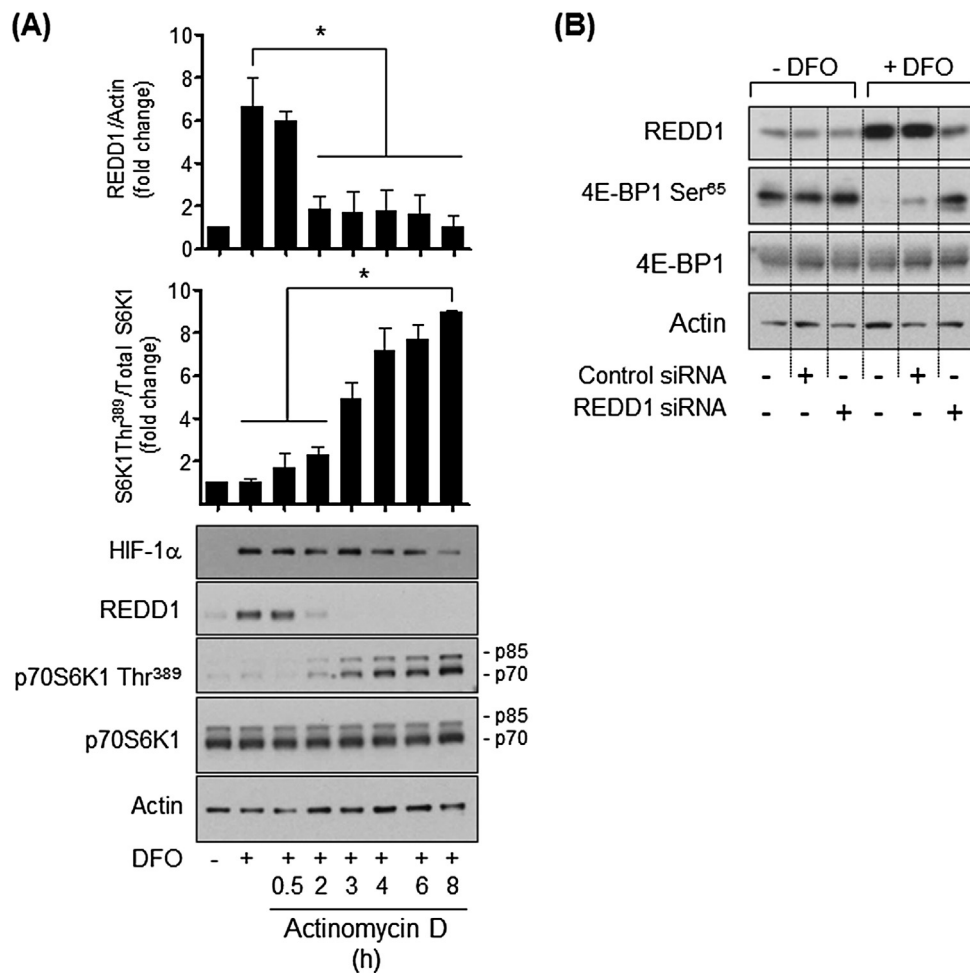 (A)
10
8
6
4
2
0
REDD1/Actin
(fold change)
*
10
8
6
4
2
S6K1Thr³⁸⁹/Total S6K1
(fold change)
*
HIF-1α
REDD1
p70S6K1 Thr³⁸⁹
- p85
- p70
p70S6K1
- p85
- p70
Actin
DFO - + + + + + + +
0.5 2 3 4 6 8
Actinomycin D
(h)
(B)
- DFO + DFO
REDD1
4E-BP1 Ser⁶⁵
4E-BP1
Actin
Control siRNA - + - - + -
REDD1 siRNA - - + - - +